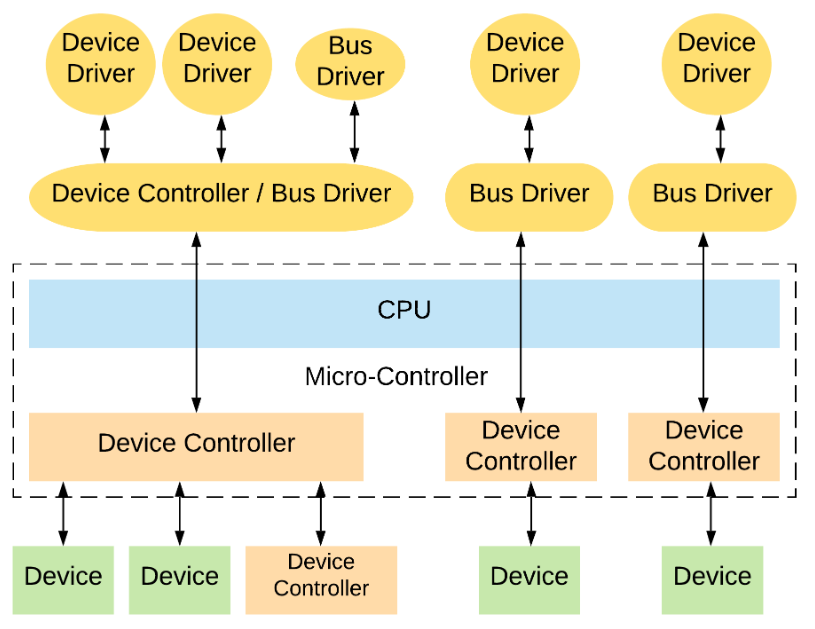 Device
Driver
Device
Driver
Bus
Driver
Device
Driver
Device
Driver
Device Controller / Bus Driver
Bus Driver
Bus Driver
CPU
Micro-Controller
Device Controller
Device
Controller
Device
Controller
Device
Device
Device
Controller
Device
Device